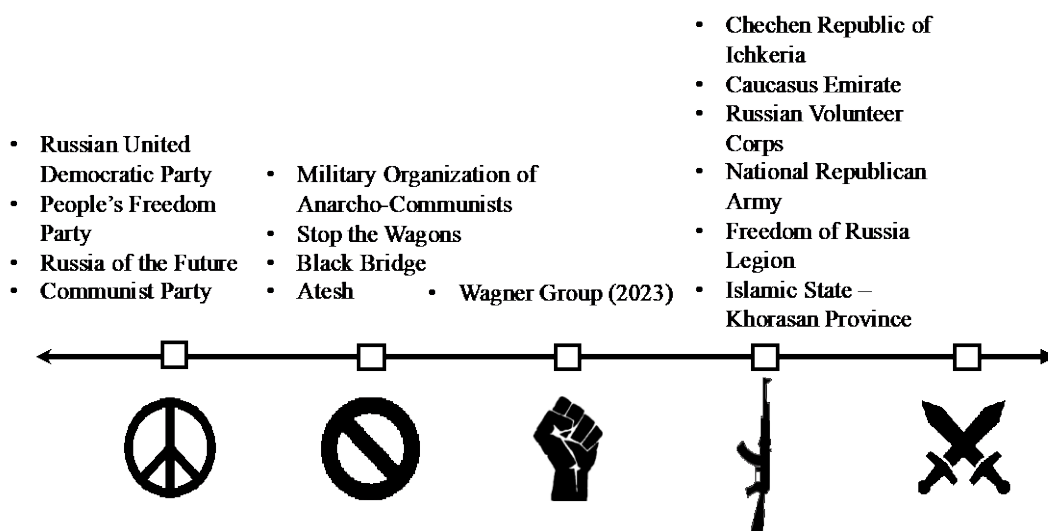 • Russian United
Democratic Party
• People’s Freedom
Party
• Russia of the Future
• Communist Party
• Military Organization of
Anarcho-Communists
• Stop the Wagons
• Black Bridge
• Atesh
• Wagner Group (2023)
• Chechen Republic of
Ichkeria
• Caucasus Emirate
• Russian Volunteer
Corps
• National Republican
Army
• Freedom of Russia
Legion
• Islamic State –
Khorasan Province